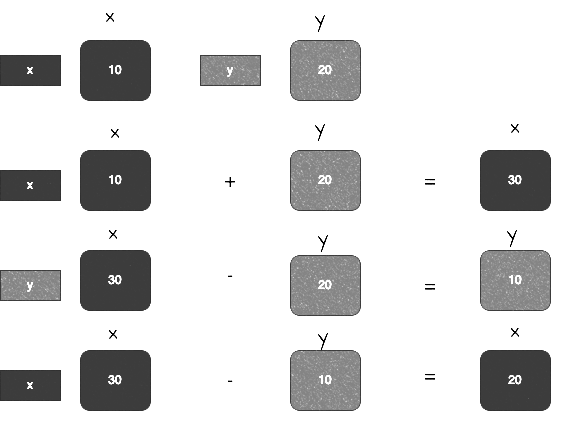 x y
x 10 y 20
x y x
x 10 + 20 = 30
x y y
y 30 - 20 = 10
x y x
x 30 - 10 = 20